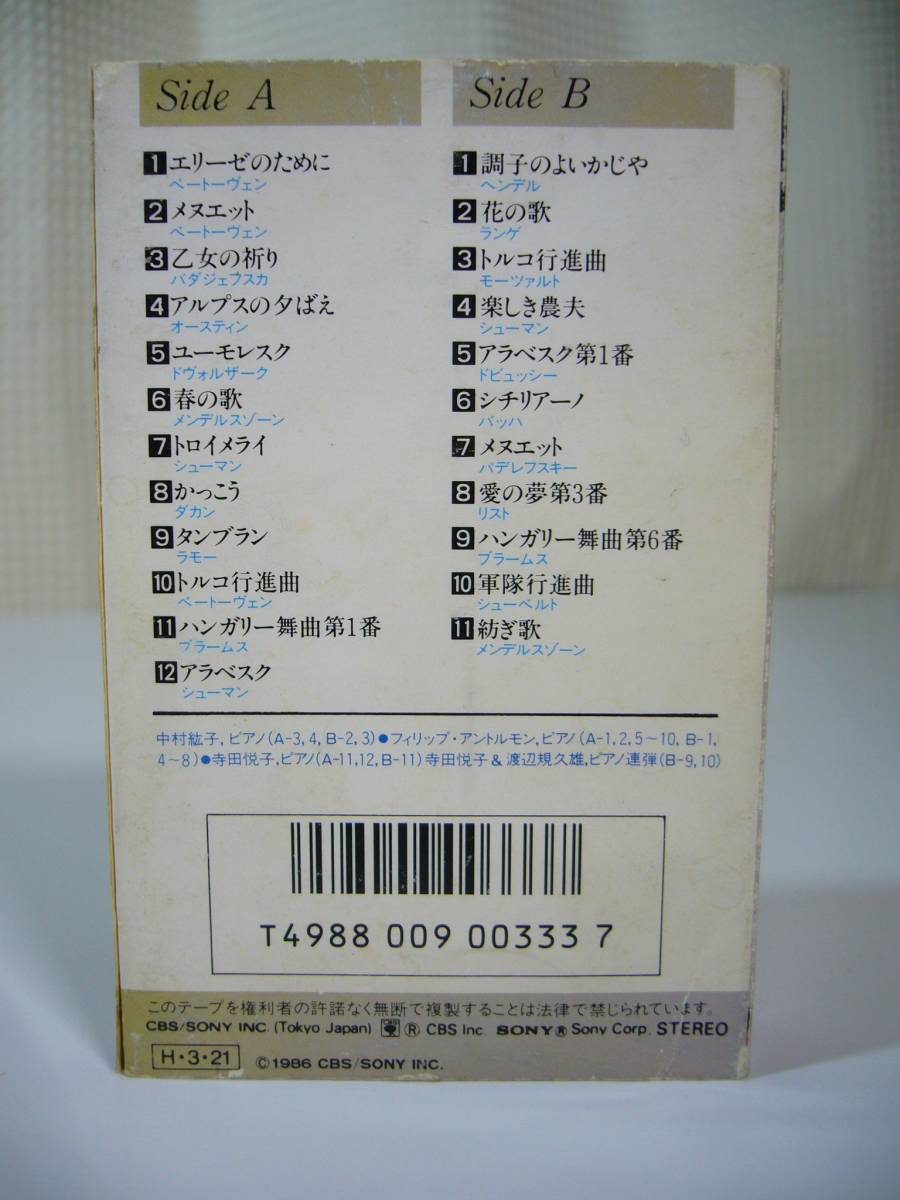 Side A
1 エリーゼのために
ベートーヴェン
2 メヌエット
ベートーヴェン
3 乙女の祈り
バダジェフスカ
4 アルプスの夕ばえ
オースティン
5 ユーモレスク
ドヴォルザーク
6 春の歌
メンデルスゾーン
7 トロイメライ
シューマン
8 かっこう
ダカン
9 タンブラン
ラモー
10 トルコ行進曲
ベートーヴェン
11 ハンガリー舞曲第1番
ブラームス
12 アラベスク
シューマン
Side B
1 調子のよいかじや
ヘンデル
2 花の歌
ランゲ
3 トルコ行進曲
モーツァルト
4 楽しき農夫
シューマン
5 アラベスク第1番
ドビュッシー
6 シチリアーノ
バッハ
7 メヌエット
パデレフスキー
8 愛の夢第3番
リスト
9 ハンガリー舞曲第6番
ブラームス
10 軍隊行進曲
シューベルト
11 紡ぎ歌
メンデルスゾーン
中村紘子,ピアノ(A-3,4,B-2,3)●フィリップ・アントルモン,ピアノ(A-1,2,5〜10,B-1,
4〜8)●寺田悦子,ピアノ(A-11,12,B-11)寺田悦子&渡辺規久雄,ピアノ連弾(B-9,10)
T4988 009 00333 7
このテープを権利者の許諾なく無断で複製することは法律で禁じられています。
CBS/SONY INC. (Tokyo Japan) ® CBS Inc. SONY® Sony Corp. STEREO
H・3・21 ©1986 CBS/SONY INC.